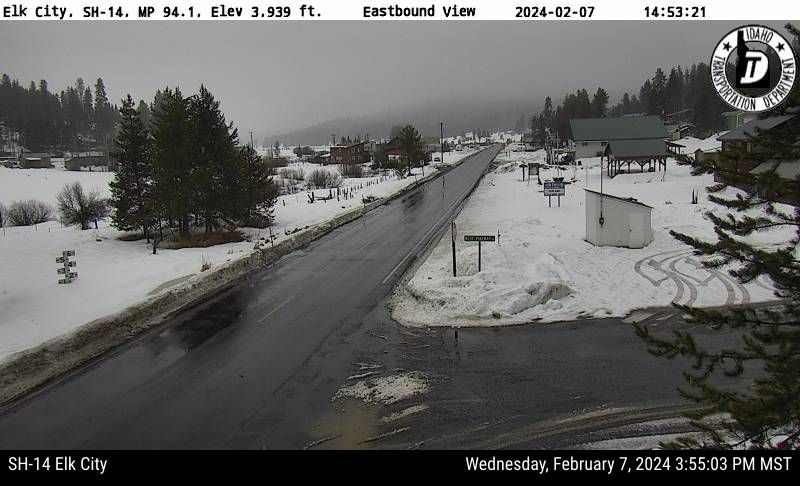 Elk City, SH-14, MP 94.1, Elev 3,939 ft. Eastbound View 2024-02-07 14:53:21
IDAHO
TRANSPORTATION DEPARTMENT
SH-14 Elk City Wednesday, February 7, 2024 3:55:03 PM MST